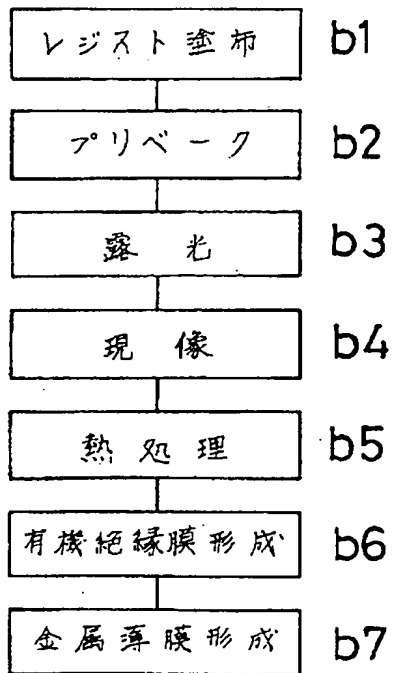 レジスト塗布 b1
プリベーク b2
露光 b3
現像 b4
熱処理 b5
有機絶縁膜形成 b6
金属薄膜形成 b7